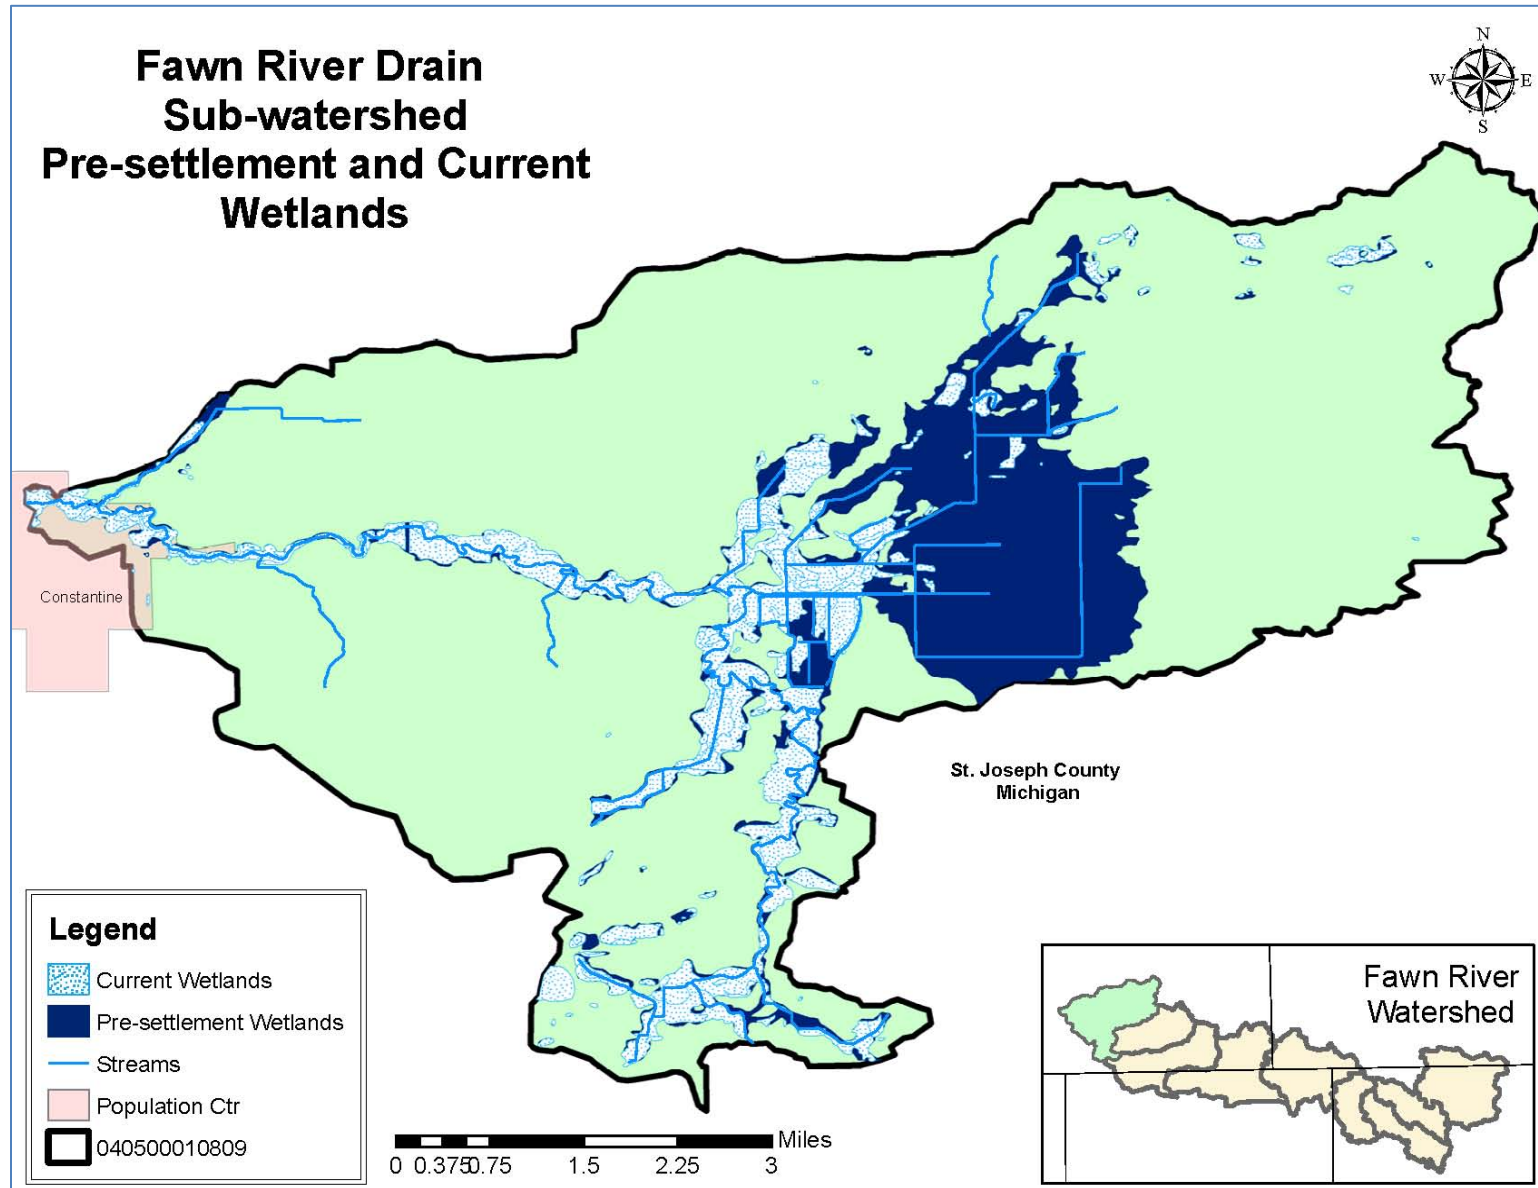 Fawn River Drain
Sub-watershed
Pre-settlement and Current
Wetlands
N
W
E
S
Constantine
St. Joseph County
Michigan
Legend
Current Wetlands
Pre-settlement Wetlands
Streams
Population Ctr
040500010809
Miles
0 0.375 0.75 1.5 2.25 3
Fawn River
Watershed